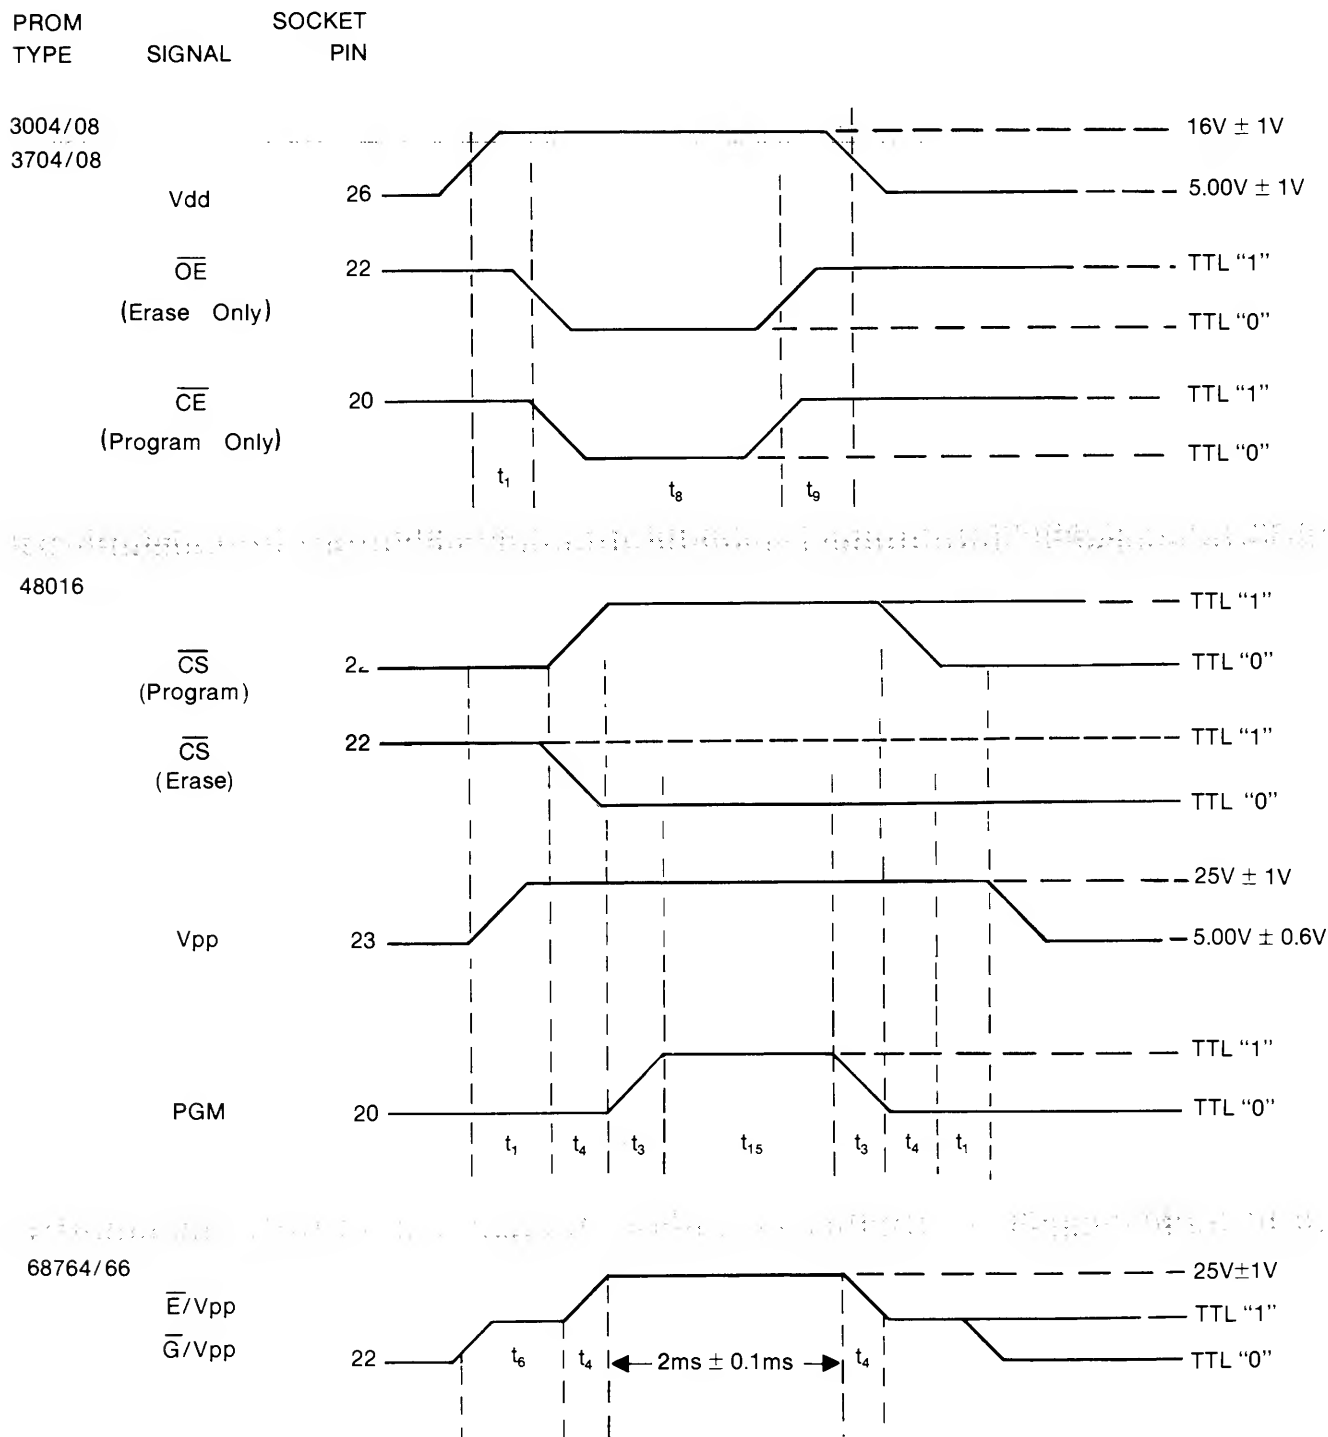 PROM SOCKET
TYPE SIGNAL PIN
3004/08
3704/08
16V ± 1V
Vdd 26 5.00V ± 1V
OE 22 TTL “1”
(Erase Only)
TTL “0”
CE 20 TTL “1”
(Program Only)
TTL “0”
t1 t8 t9
48016
TTL “1”
CS TTL “0”
(Program)
CS 22 TTL “1”
(Erase)
TTL “0”
25V ± 1V
Vpp 23 5.00V ± 0.6V
TTL “1”
PGM 20 TTL “0”
t1 t4 t3 t15 t3 t4 t1
68764/66
25V±1V
E/Vpp TTL “1”
G/Vpp 22 TTL “0”
t6 t4 2ms ± 0.1ms t4